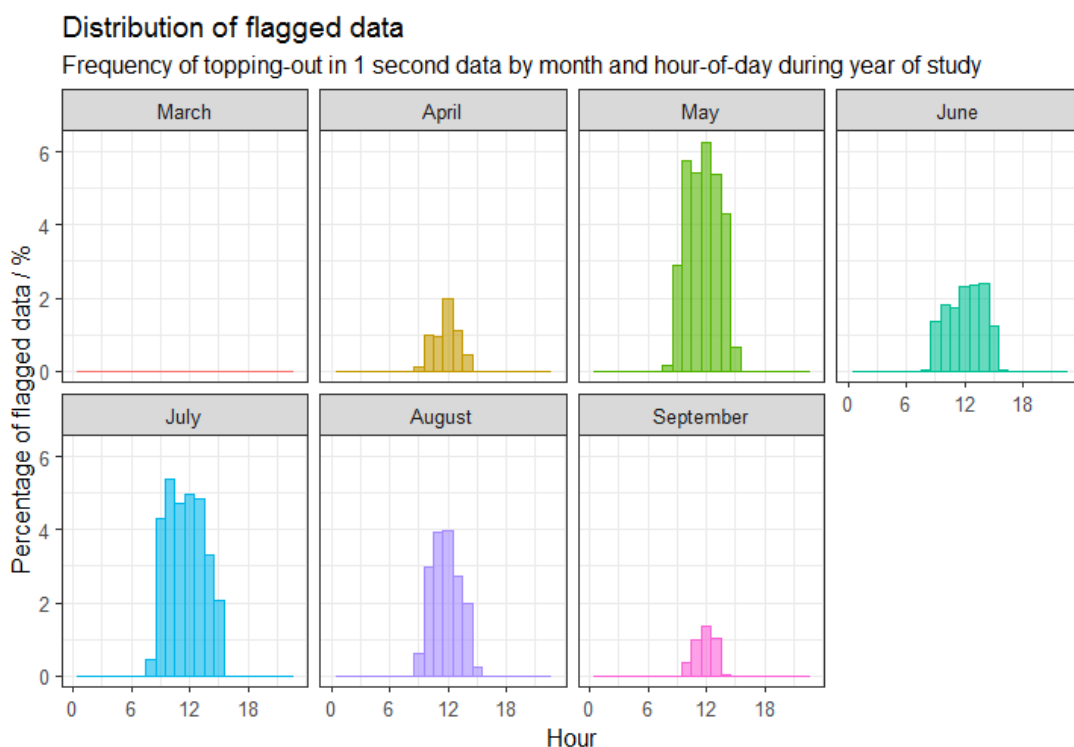 Distribution of flagged data
Frequency of topping-out in 1 second data by month and hour-of-day during year of study
March
April
May
June
6
4
2
0
0
6
12
18
July
August
September
6
4
2
0
0
6
12
18
0
6
12
18
0
6
12
18
Percentage of flagged data / %
Hour